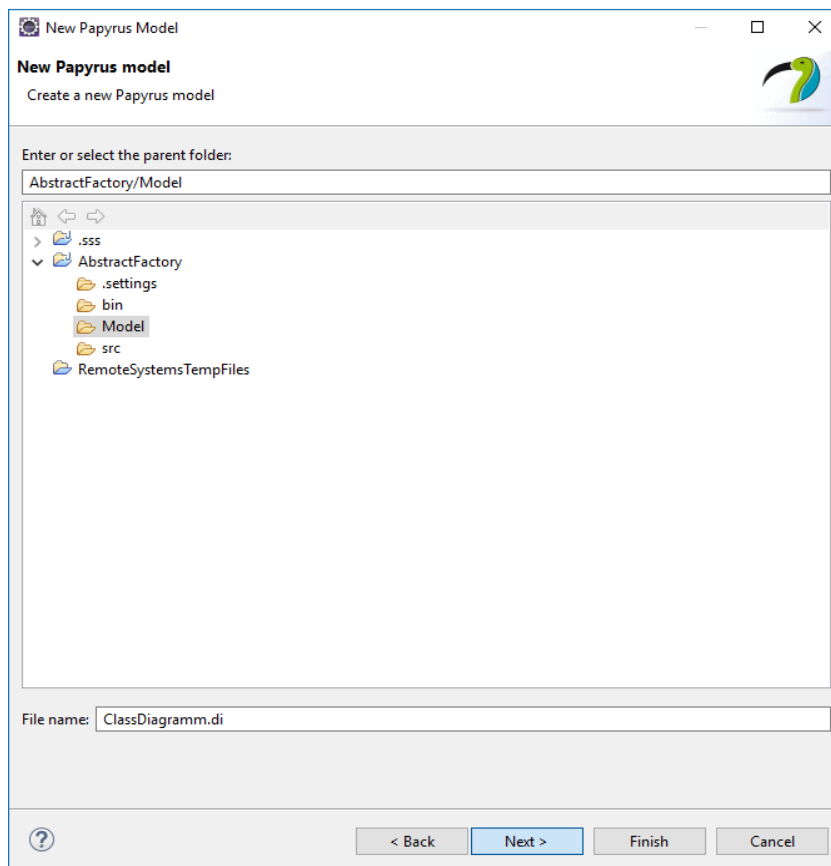 New Papyrus Model
New Papyrus model
Create a new Papyrus model
Enter or select the parent folder:
AbstractFactory/Model
.sss
AbstractFactory
.settings
bin
Model
src
RemoteSystemsTempFiles
File name: ClassDiagramm.di
? < Back Next > Finish Cancel